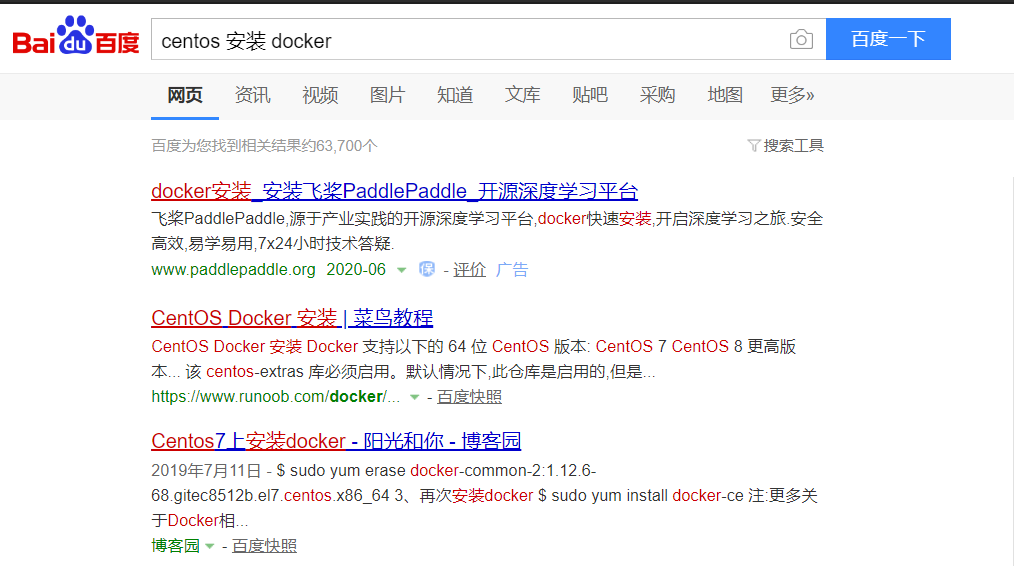 Bai du 百度
centos 安装 docker
百度一下
网页 资讯 视频 图片 知道 文库 贴吧 采购 地图 更多»
百度为您找到相关结果约63,700个
搜索工具
docker安装_安装飞桨PaddlePaddle_开源深度学习平台
飞桨PaddlePaddle,源于产业实践的开源深度学习平台,docker快速安装,开启深度学习之旅.安全
高效,易学易用,7x24小时技术答疑.
www.paddlepaddle.org 2020-06 保 - 评价 广告
CentOS Docker 安装 | 菜鸟教程
CentOS Docker 安装 Docker 支持以下的 64 位 CentOS 版本: CentOS 7 CentOS 8 更高版
本... 该 centos-extras 库必须启用。默认情况下,此仓库是启用的,但是...
https://www.runoob.com/docker/... - 百度快照
Centos7上安装docker - 阳光和你 - 博客园
2019年7月11日 - $ sudo yum erase docker-common-2:1.12.6-
68.gitec8512b.el7.centos.x86_64 3、再次安装docker $ sudo yum install docker-ce 注:更多关
于Docker相...
博客园 - 百度快照